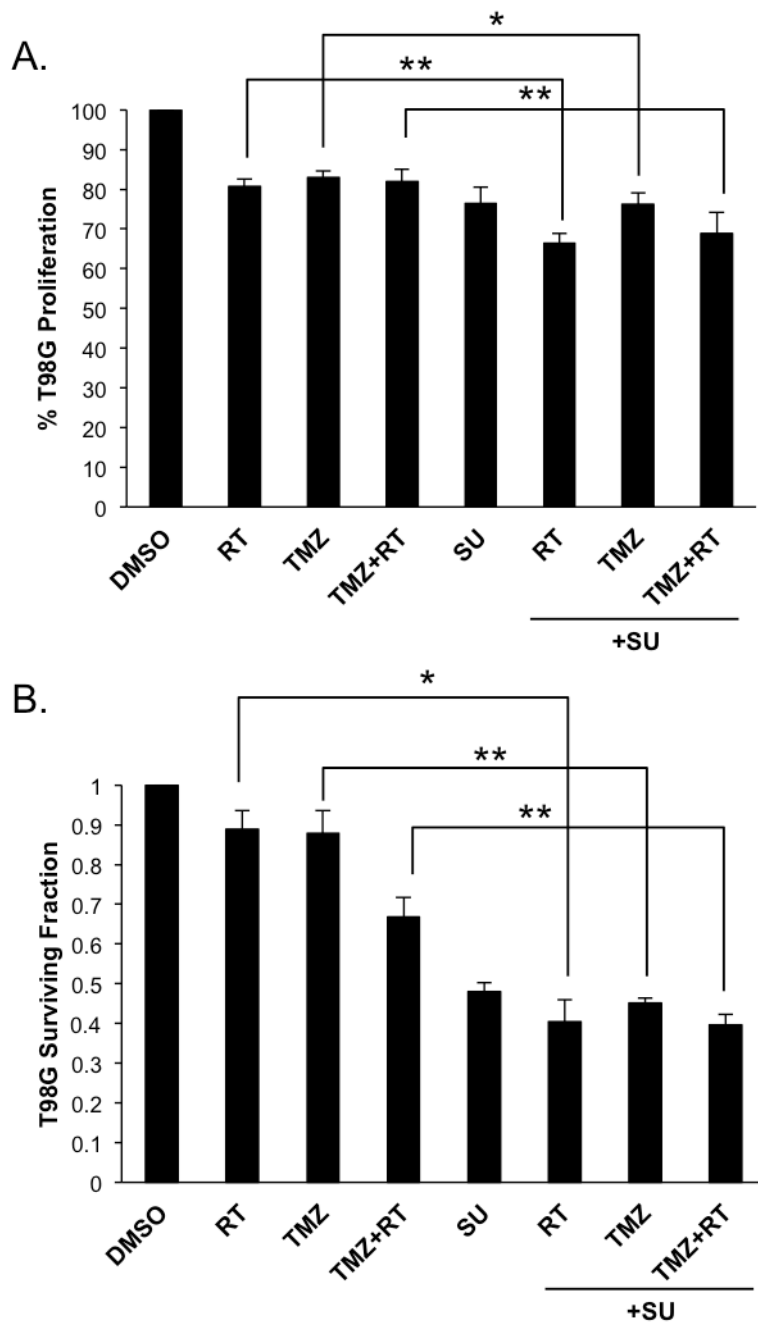 A.
*
**
**
100
90
80
70
60
50
40
30
20
10
0
% T98G Proliferation
DMSO
RT
TMZ
TMZ+RT
SU
RT
TMZ
TMZ+RT
+SU
B.
*
**
**
1
0.9
0.8
0.7
0.6
0.5
0.4
0.3
0.2
0.1
0
T98G Surviving Fraction
DMSO
RT
TMZ
TMZ+RT
SU
RT
TMZ
TMZ+RT
+SU